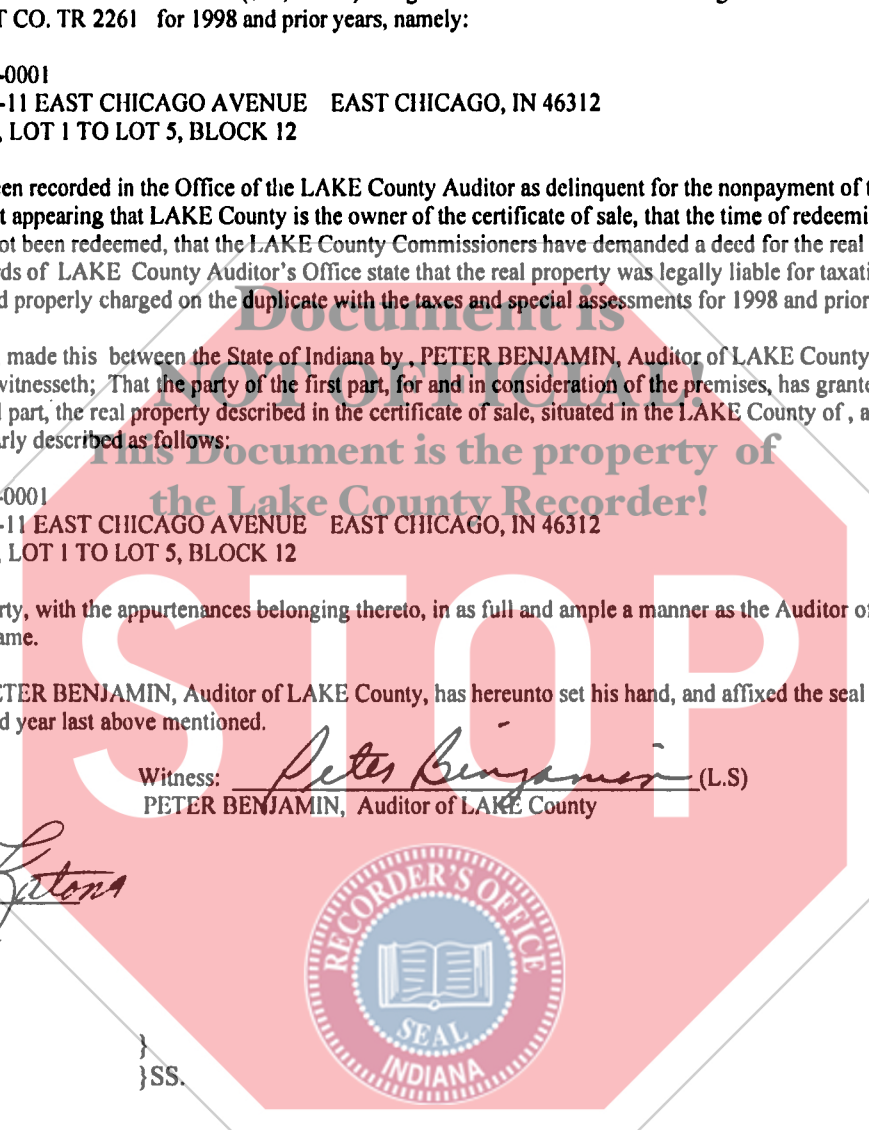 T CO. TR 2261 for 1998 and prior years, namely:
-0001
-11 EAST CHICAGO AVENUE EAST CHICAGO, IN 46312
, LOT 1 TO LOT 5, BLOCK 12
en recorded in the Office of the LAKE County Auditor as delinquent for the nonpayment of t
t appearing that LAKE County is the owner of the certificate of sale, that the time of redeemi
ot been redeemed, that the LAKE County Commissioners have demanded a deed for the real
ds of LAKE County Auditor's Office state that the real property was legally liable for taxati
d properly charged on the duplicate with the taxes and special assessments for 1998 and prior
Document is
made this between the State of Indiana by , PETER BENJAMIN, Auditor of LAKE County
NOT OFFICIAL!
witnesseth; That the party of the first part, for and in consideration of the premises, has grante
l part, the real property described in the certificate of sale, situated in the LAKE County of , a
rly described as follows:
This Document is the property of
the Lake County Recorder!
-0001
-11 EAST CHICAGO AVENUE EAST CHICAGO, IN 46312
, LOT 1 TO LOT 5, BLOCK 12
STOP
rty, with the appurtenances belonging thereto, in as full and ample a manner as the Auditor of
ame.
ETER BENJAMIN, Auditor of LAKE County, has hereunto set his hand, and affixed the seal
d year last above mentioned.
Witness: Peter Benjamin (L.S)
PETER BENJAMIN, Auditor of LAKE County
Katona
RECORDER'S OFFICE
SEAL
INDIANA
}
}SS.